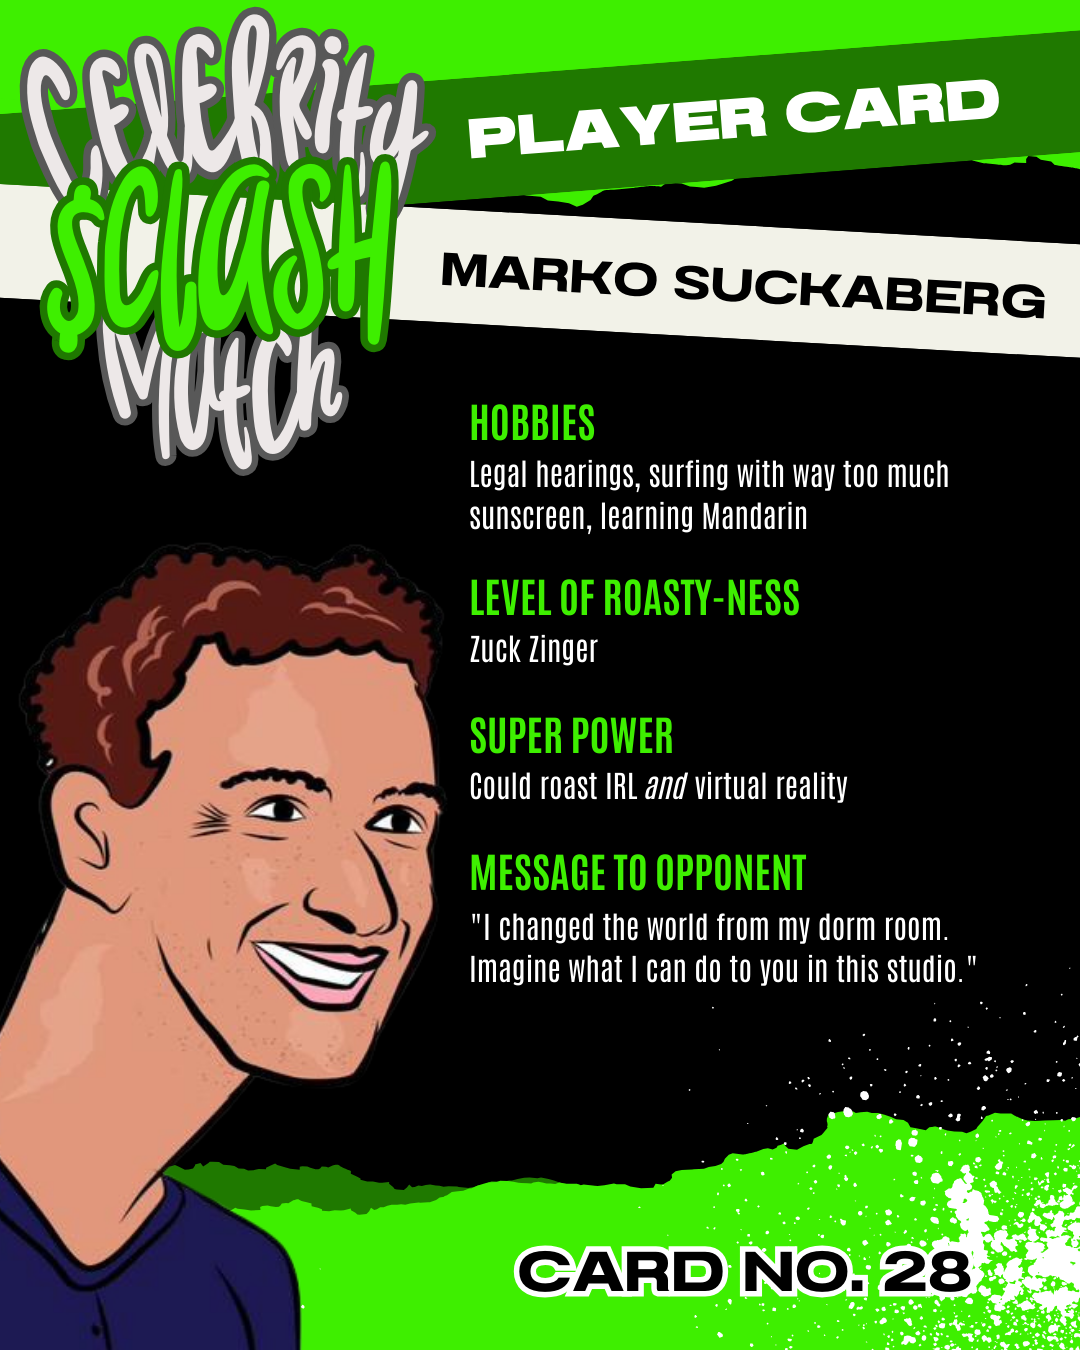 Celebrity
$CLASH
Match
PLAYER CARD
MARKO SUCKABERG
HOBBIES
Legal hearings, surfing with way too much
sunscreen, learning Mandarin
LEVEL OF ROASTY-NESS
Zuck Zinger
SUPER POWER
Could roast IRL and virtual reality
MESSAGE TO OPPONENT
"I changed the world from my dorm room.
Imagine what I can do to you in this studio."
CARD NO. 28